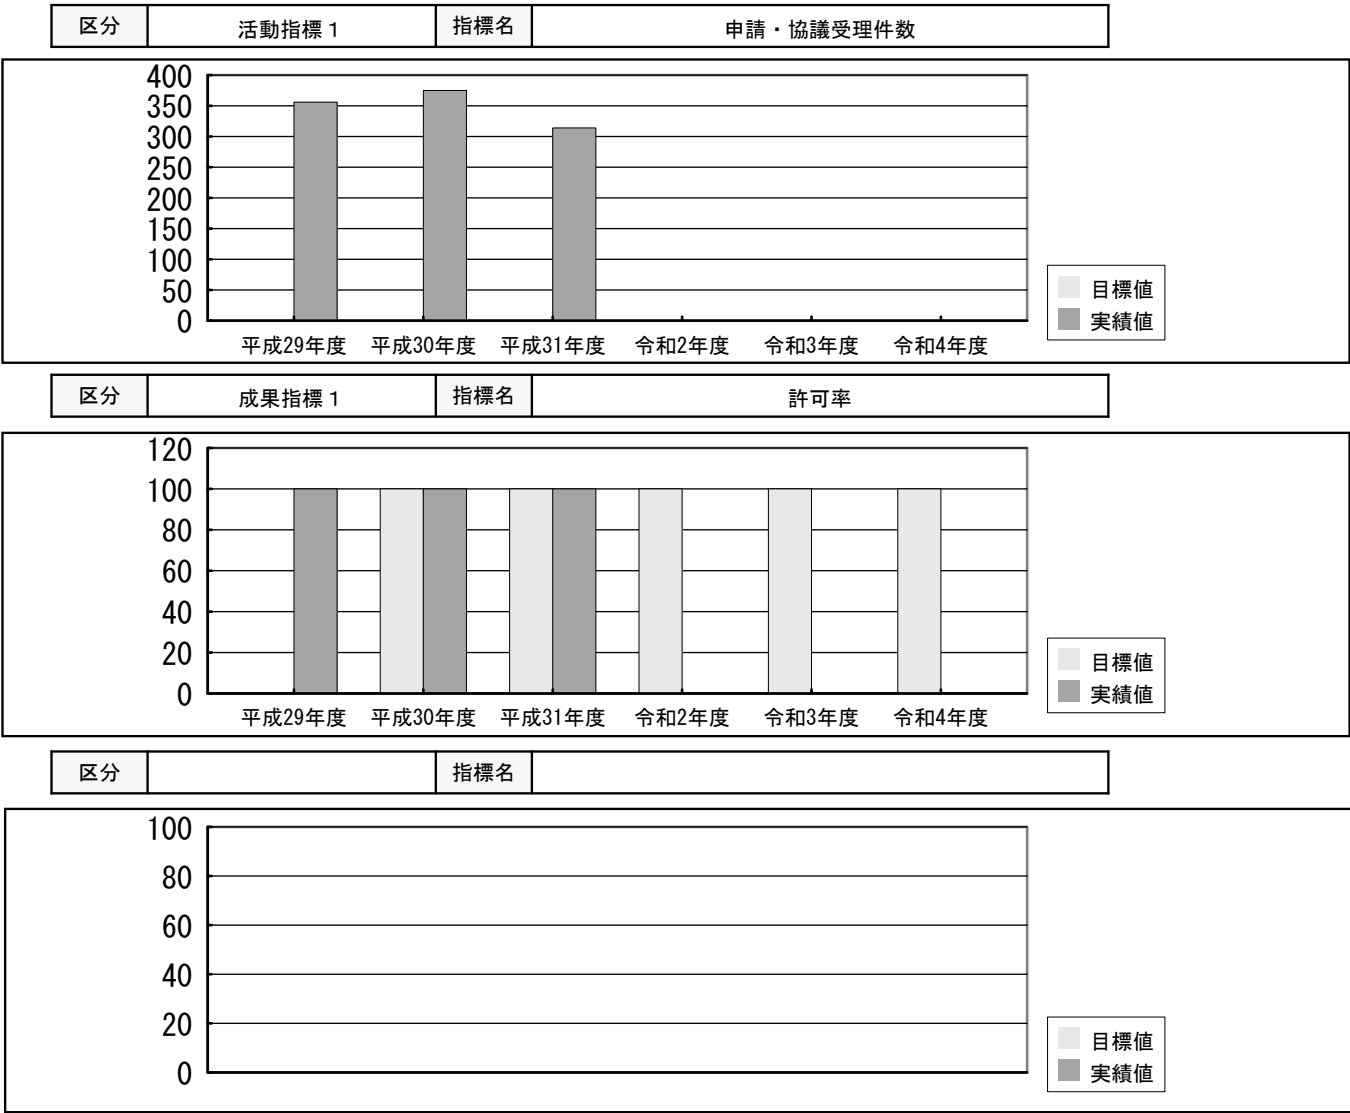 区分 活動指標１ 指標名 申請・協議受理件数
400
350
300
250
200
150
100
50
0
平成29年度 平成30年度 平成31年度 令和2年度 令和3年度 令和4年度
目標値
実績値
区分 成果指標１ 指標名 許可率
120
100
80
60
40
20
0
平成29年度 平成30年度 平成31年度 令和2年度 令和3年度 令和4年度
目標値
実績値
区分 指標名
100
80
60
40
20
0
目標値
実績値